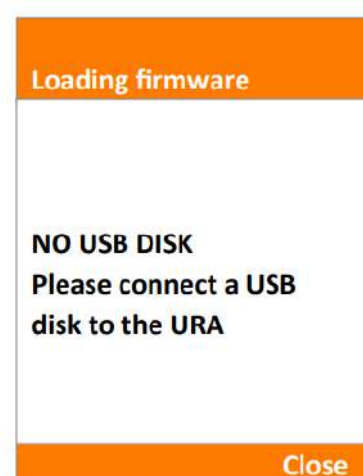 Loading firmware
NO USB DISK
Please connect a USB
disk to the URA
Close